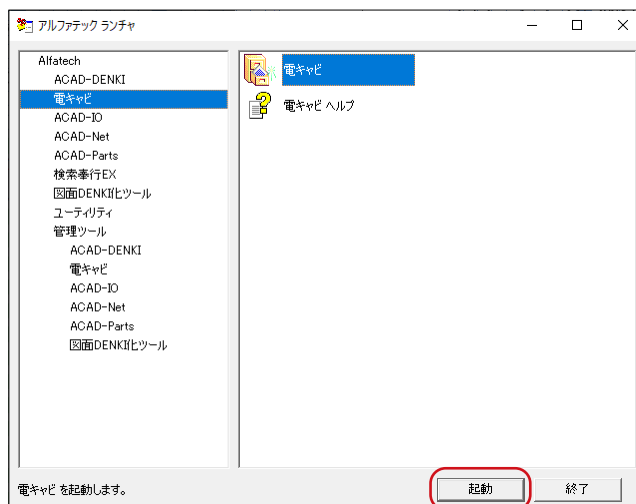 アルファテック ランチャ
Alfatech
ACAD-DENKI
電キャビ
ACAD-IO
ACAD-Net
ACAD-Parts
検索奉行EX
図面DENKI化ツール
ユーティリティ
管理ツール
ACAD-DENKI
電キャビ
ACAD-IO
ACAD-Net
ACAD-Parts
図面DENKI化ツール
電キャビ
電キャビ ヘルプ
電キャビ を起動します。
起動
終了